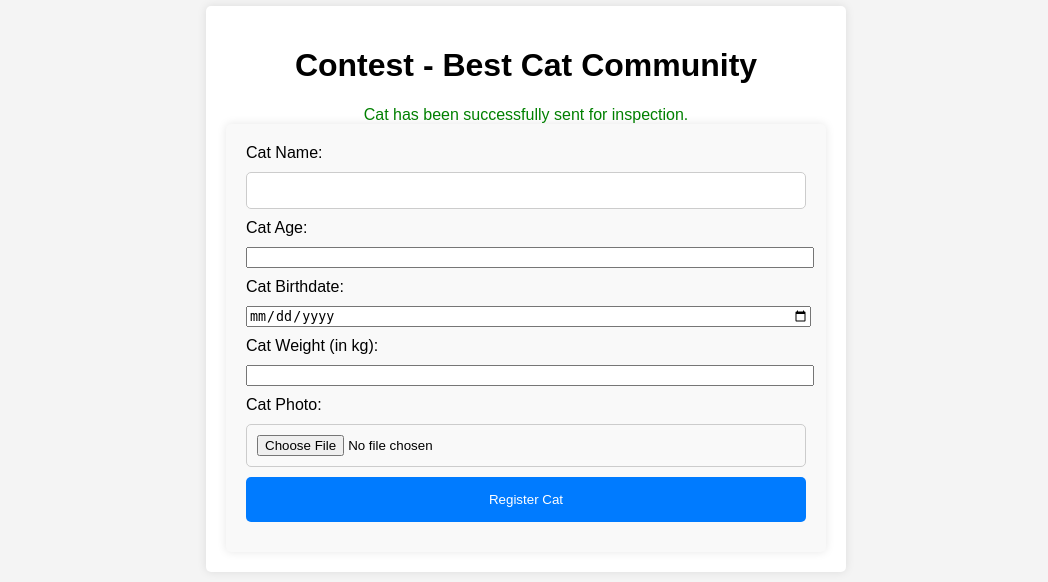 Contest - Best Cat Community
Cat has been successfully sent for inspection.
Cat Name:
Cat Age:
Cat Birthdate:
mm/dd/yyyy
Cat Weight (in kg):
Cat Photo:
Choose File No file chosen
Register Cat